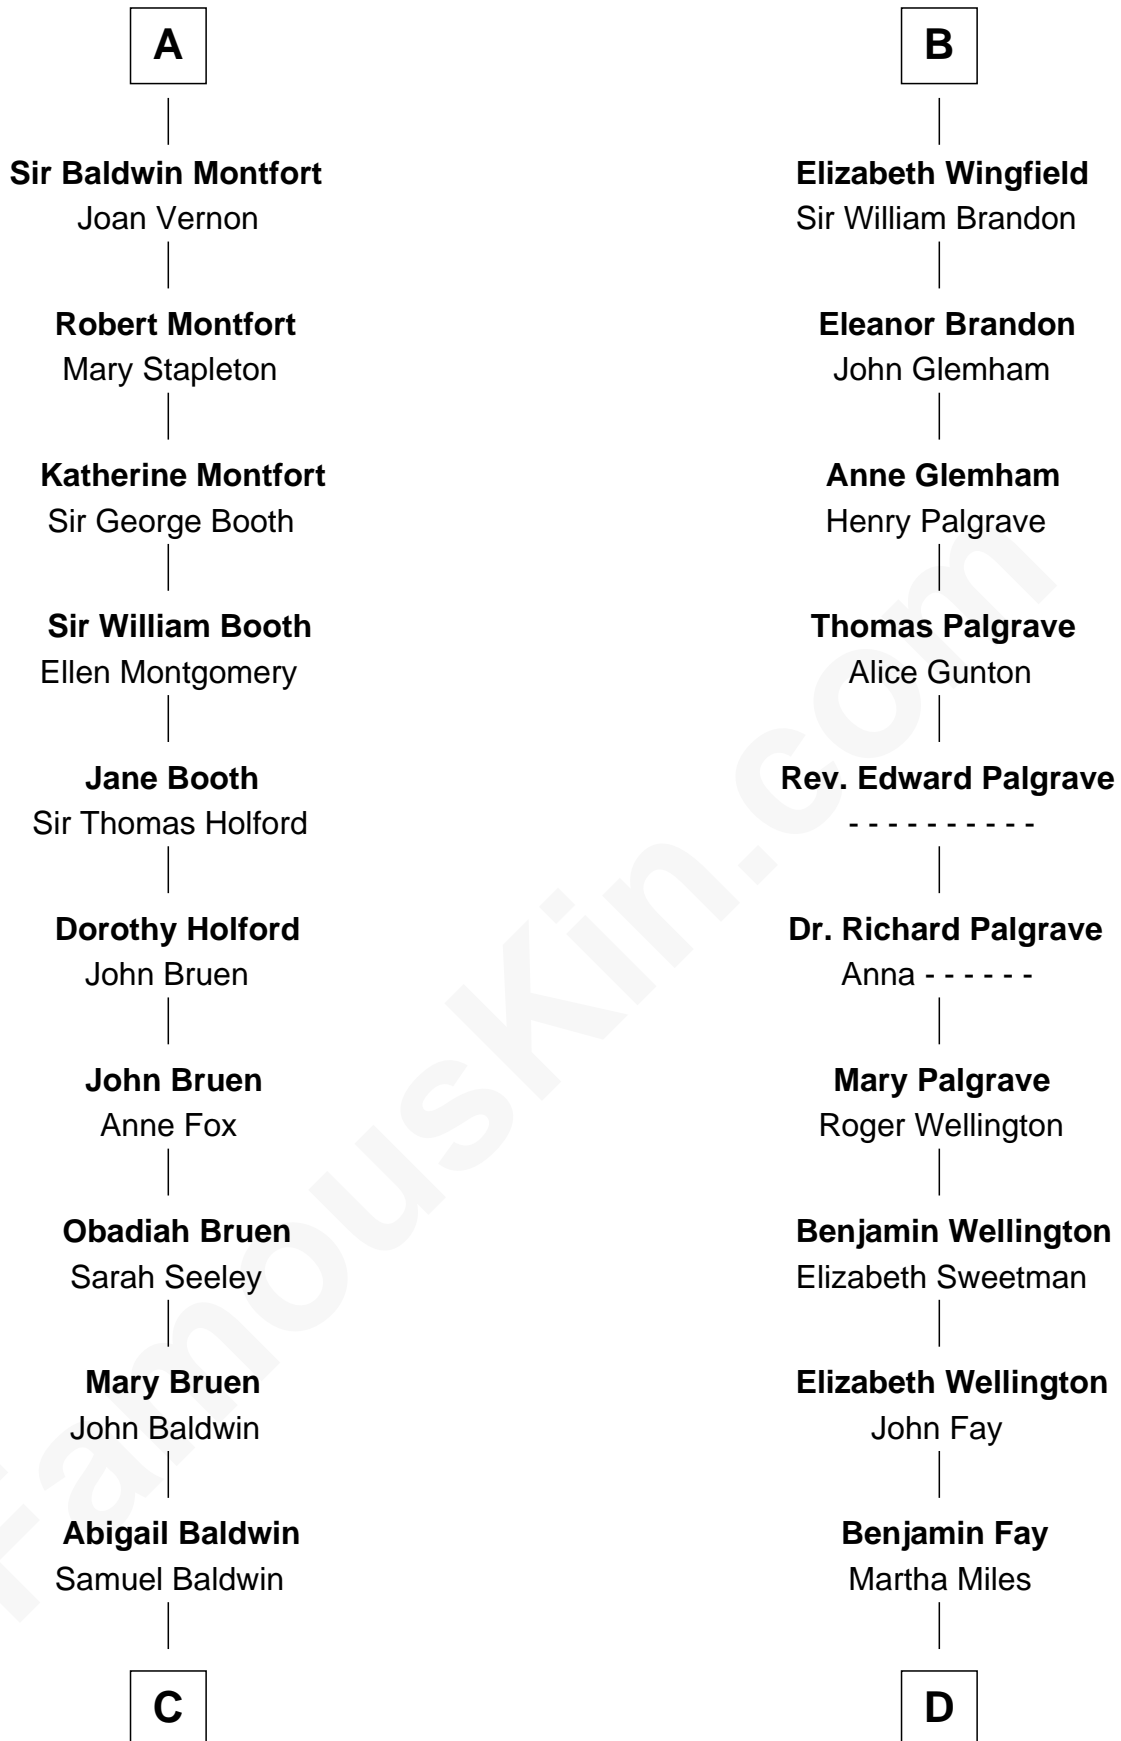 A
Sir Baldwin Montfort
Joan Vernon
Robert Montfort
Mary Stapleton
Katherine Montfort
Sir George Booth
Sir William Booth
Ellen Montgomery
Jane Booth
Sir Thomas Holford
Dorothy Holford
John Bruen
John Bruen
Anne Fox
Obadiah Bruen
Sarah Seeley
Mary Bruen
John Baldwin
Abigail Baldwin
Samuel Baldwin
C
B
Elizabeth Wingfield
Sir William Brandon
Eleanor Brandon
John Glemham
Anne Glemham
Henry Palgrave
Thomas Palgrave
Alice Gunton
Rev. Edward Palgrave
- - - - - - - - - -
Dr. Richard Palgrave
Anna - - - - - -
Mary Palgrave
Roger Wellington
Benjamin Wellington
Elizabeth Sweetman
Elizabeth Wellington
John Fay
Benjamin Fay
Martha Miles
D
FamousKin.com